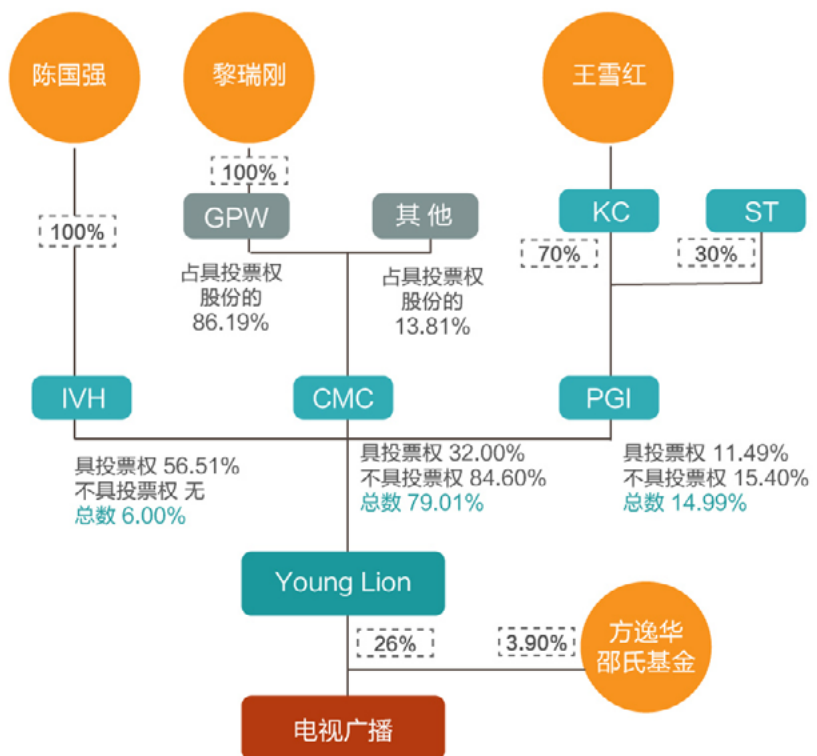 陈国强
黎瑞刚
王雪红
100%
GPW
其他
KC
ST
100%
70%
30%
占具投票权
股份的
86.19%
占具投票权
股份的
13.81%
IVH
CMC
PGI
具投票权 56.51%
不具投票权 无
总数 6.00%
具投票权 32.00%
不具投票权 84.60%
总数 79.01%
具投票权 11.49%
不具投票权 15.40%
总数 14.99%
Young Lion
26%
3.90%
方逸华
邵氏基金
电视广播